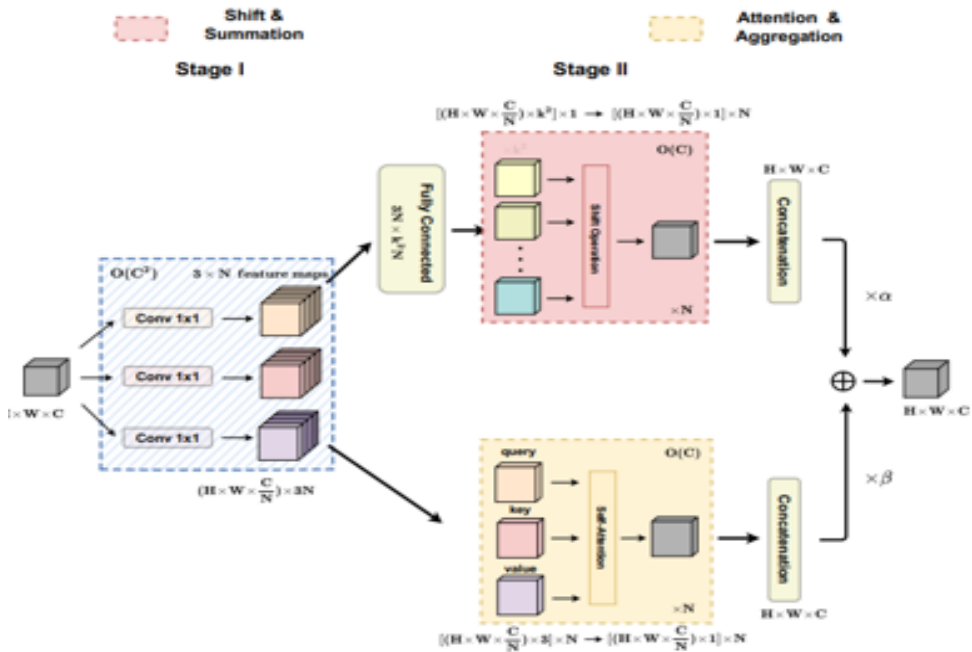 Shift &
Summation
Attention &
Aggregation
Stage I
Stage II
[(H×W×C/N)×k²]×1 → [(H×W×C/N)×1]×N
O(C)
Shift Operation
×N
Fully Connected
3N × k²N
H×W×C
Concatenation
×α
O(C²)
3 × N feature maps
Conv 1x1
Conv 1x1
Conv 1x1
×W×C
(H×W×C/N)×3N
⊕
H×W×C
query
O(C)
key
value
Self-Attention
×N
Concatenation
×β
H×W×C
[(H×W×C/N)×3]×N → [(H×W×C/N)×1]×N